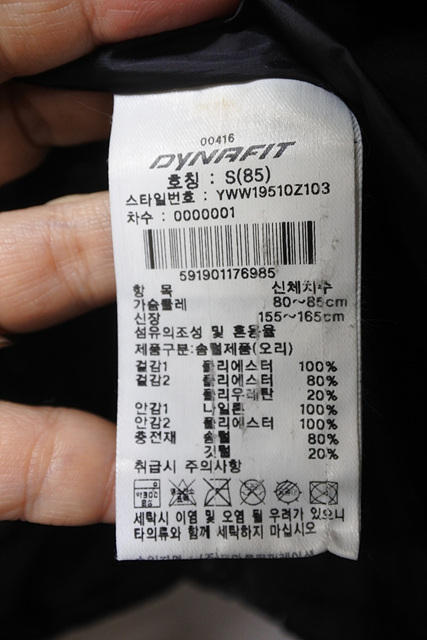 00416
DYNAFIT
호칭 : S(85)
스타일번호 : YWW19510Z103
차수 : 0000001
591901176985
항 목 신체치수
가슴둘레 80~85cm
신장 155~165cm
섬유의조성 및 혼용율
제품구분:솜털제품(오리)
겉감1 폴리에스터 100%
겉감2 폴리에스터 80%
폴리우레탄 20%
안감1 나일론 100%
안감2 폴리에스터 100%
충전재 솜털 80%
깃털 20%
취급시 주의사항
세탁시 이염 및 오염 될 우려가 있으니
타의류와 함께 세탁하지 마십시오